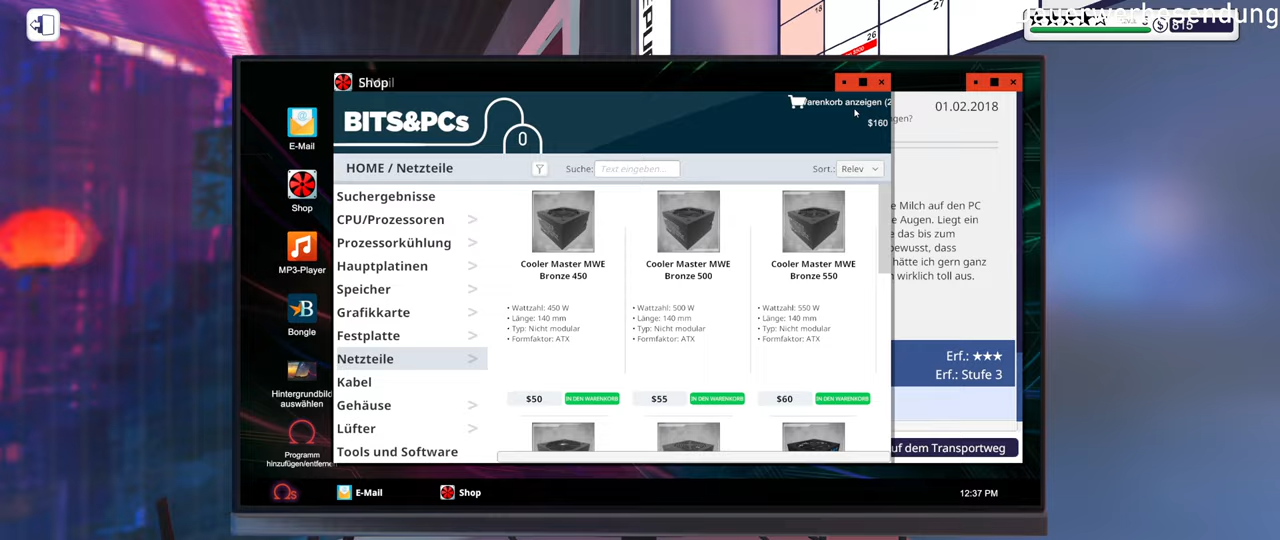 18
27
26
815
Shop
BITS&PCs
Warenkorb anzeigen (2
$160
01.02.2018
ngen?
HOME / Netzteile
Suche:
Text eingeben...
Sort.:
Relev
E-Mail
Shop
MP3-Player
Bongle
Hintergrundbild
auswählen
Programm
hinzufügen/entfernen
Suchergebnisse
CPU/Prozessoren >
Prozessorkühlung >
Hauptplatinen >
Speicher >
Grafikkarte >
Festplatte >
Netzteile >
Kabel
Gehäuse >
Lüfter >
Tools und Software
Cooler Master MWE
Bronze 450
• Wattzahl: 450 W
• Länge: 140 mm
• Typ: Nicht modular
• Formfaktor: ATX
$50
IN DEN WARENKORB
Cooler Master MWE
Bronze 500
• Wattzahl: 500 W
• Länge: 140 mm
• Typ: Nicht modular
• Formfaktor: ATX
$55
IN DEN WARENKORB
Cooler Master MWE
Bronze 550
• Wattzahl: 550 W
• Länge: 140 mm
• Typ: Nicht modular
• Formfaktor: ATX
$60
IN DEN WARENKORB
e Milch auf den PC
e Augen. Liegt ein
e das bis zum
bewusst, dass
hätte ich gern ganz
n wirklich toll aus.
Erf.: ★★★
Erf.: Stufe 3
uf dem Transportweg
E-Mail
Shop
12:37 PM